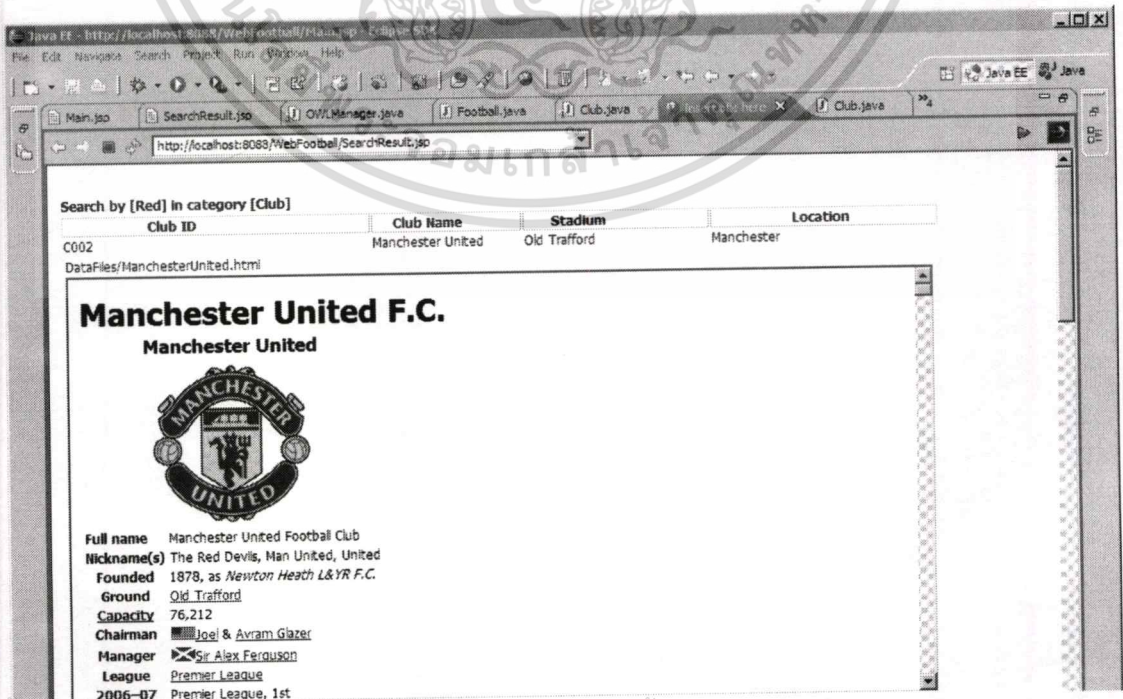 Java EE - http://localhost:8088/WebFootball/Main.jsp - Eclipse SDK
File Edit Navigate Search Project Run Window Help
Java EE Java
Main.jsp SearchResult.jsp OWLManager.java Football.java Club.java Club.java
http://localhost:8088/WebFootball/SearchResult.jsp
Search by [Red] in category [Club]
Club ID Club Name Stadium Location
C002 Manchester United Old Trafford Manchester
DataFiles/ManchesterUnited.html
Manchester United F.C.
Manchester United
MANCHESTER
UNITED
Full name Manchester United Football Club
Nickname(s) The Red Devils, Man United, United
Founded 1878, as Newton Heath L&YR F.C.
Ground Old Trafford
Capacity 76,212
Chairman Joel & Avram Glazer
Manager Sir Alex Ferguson
League Premier League
2006–07 Premier League, 1st